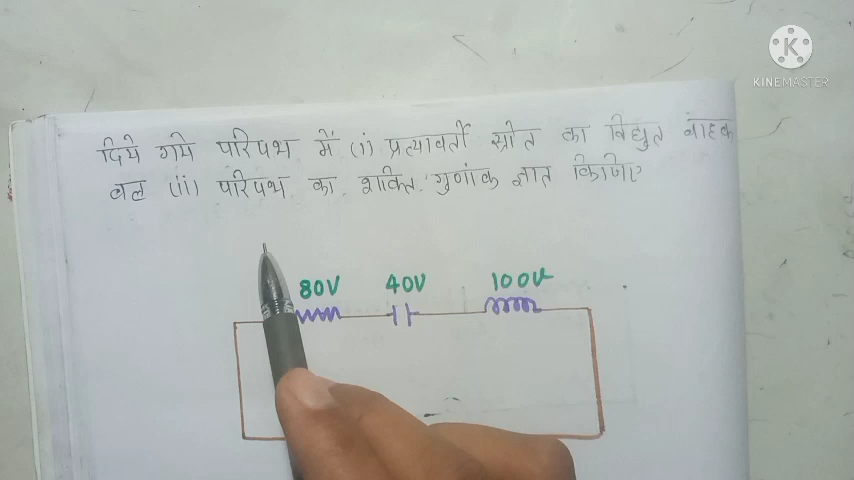 KINEMASTER
दिये गये परिपथ में (i) प्रत्यावर्ती स्रोत का विद्युत वाहक
बल (ii) परिपथ का शक्ति गुणांक ज्ञात किजिए
80V 40V 100V